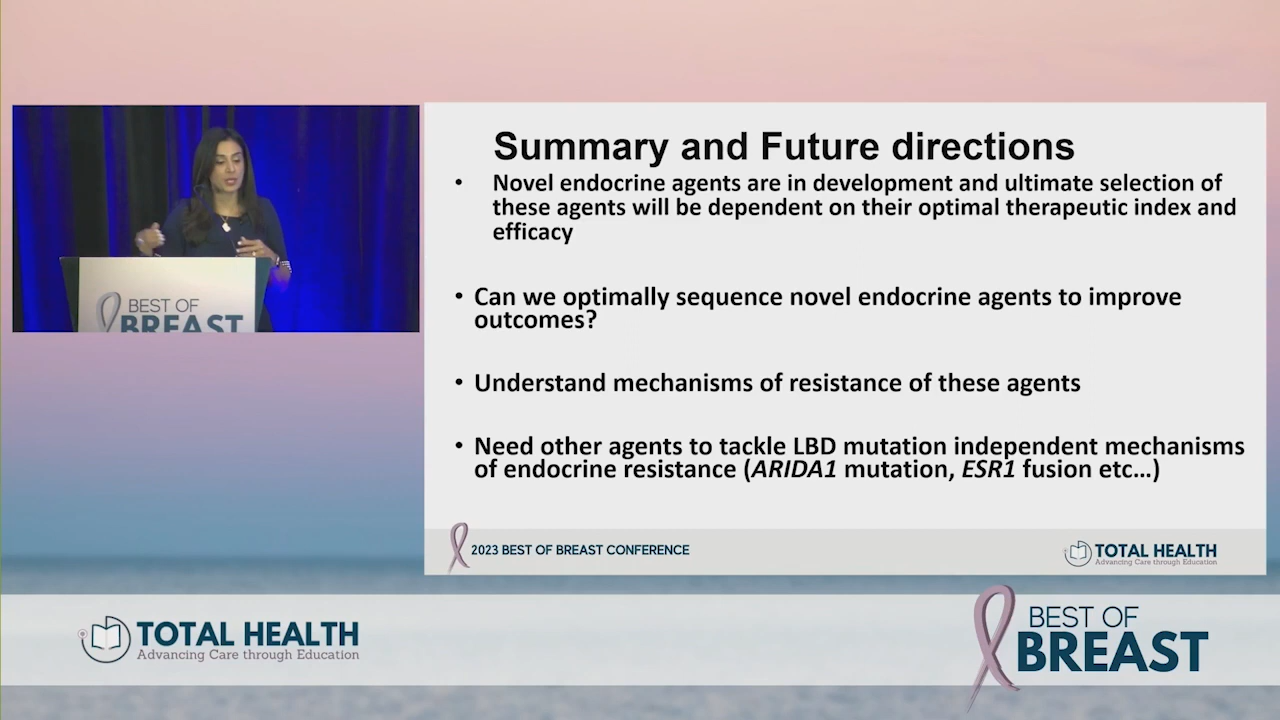 Summary and Future directions
• Novel endocrine agents are in development and ultimate selection of
these agents will be dependent on their optimal therapeutic index and
efficacy
• Can we optimally sequence novel endocrine agents to improve
outcomes?
• Understand mechanisms of resistance of these agents
• Need other agents to tackle LBD mutation independent mechanisms
of endocrine resistance (ARIDA1 mutation, ESR1 fusion etc...)
2023 BEST OF BREAST CONFERENCE
TOTAL HEALTH
Advancing Care through Education
BEST OF
BREAST
TOTAL HEALTH
Advancing Care through Education
BEST OF
BREAST